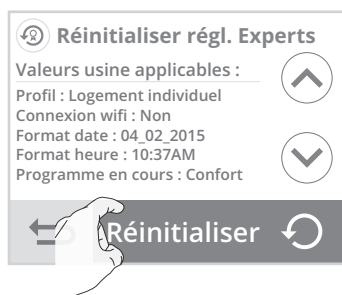 Réinitialiser régl. Experts
Valeurs usine applicables :
Profil : Logement individuel
Connexion wifi : Non
Format date : 04_02_2015
Format heure : 10:37AM
Programme en cours : Confort
Réinitialiser